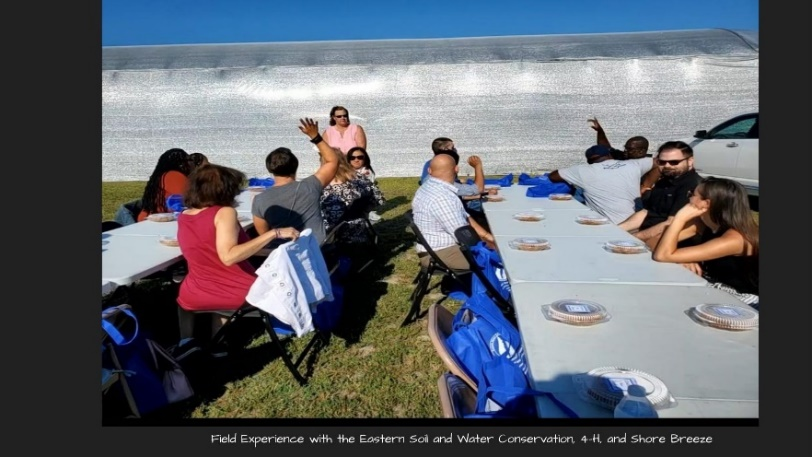 Field Experience with the Eastern Soil and Water Conservation, 4-H, and Shore Breeze